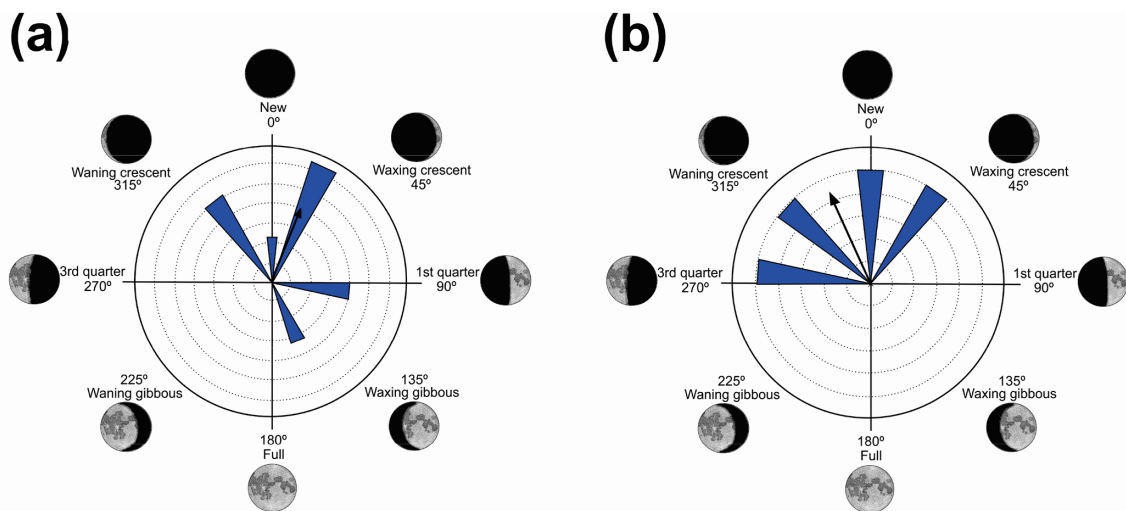 (a)
New
0º
Waning crescent
315º
Waxing crescent
45º
3rd quarter
270º
1st quarter
90º
225º
Waning gibbous
135º
Waxing gibbous
180º
Full
(b)
New
0º
Waning crescent
315º
Waxing crescent
45º
3rd quarter
270º
1st quarter
90º
225º
Waning gibbous
135º
Waxing gibbous
180º
Full